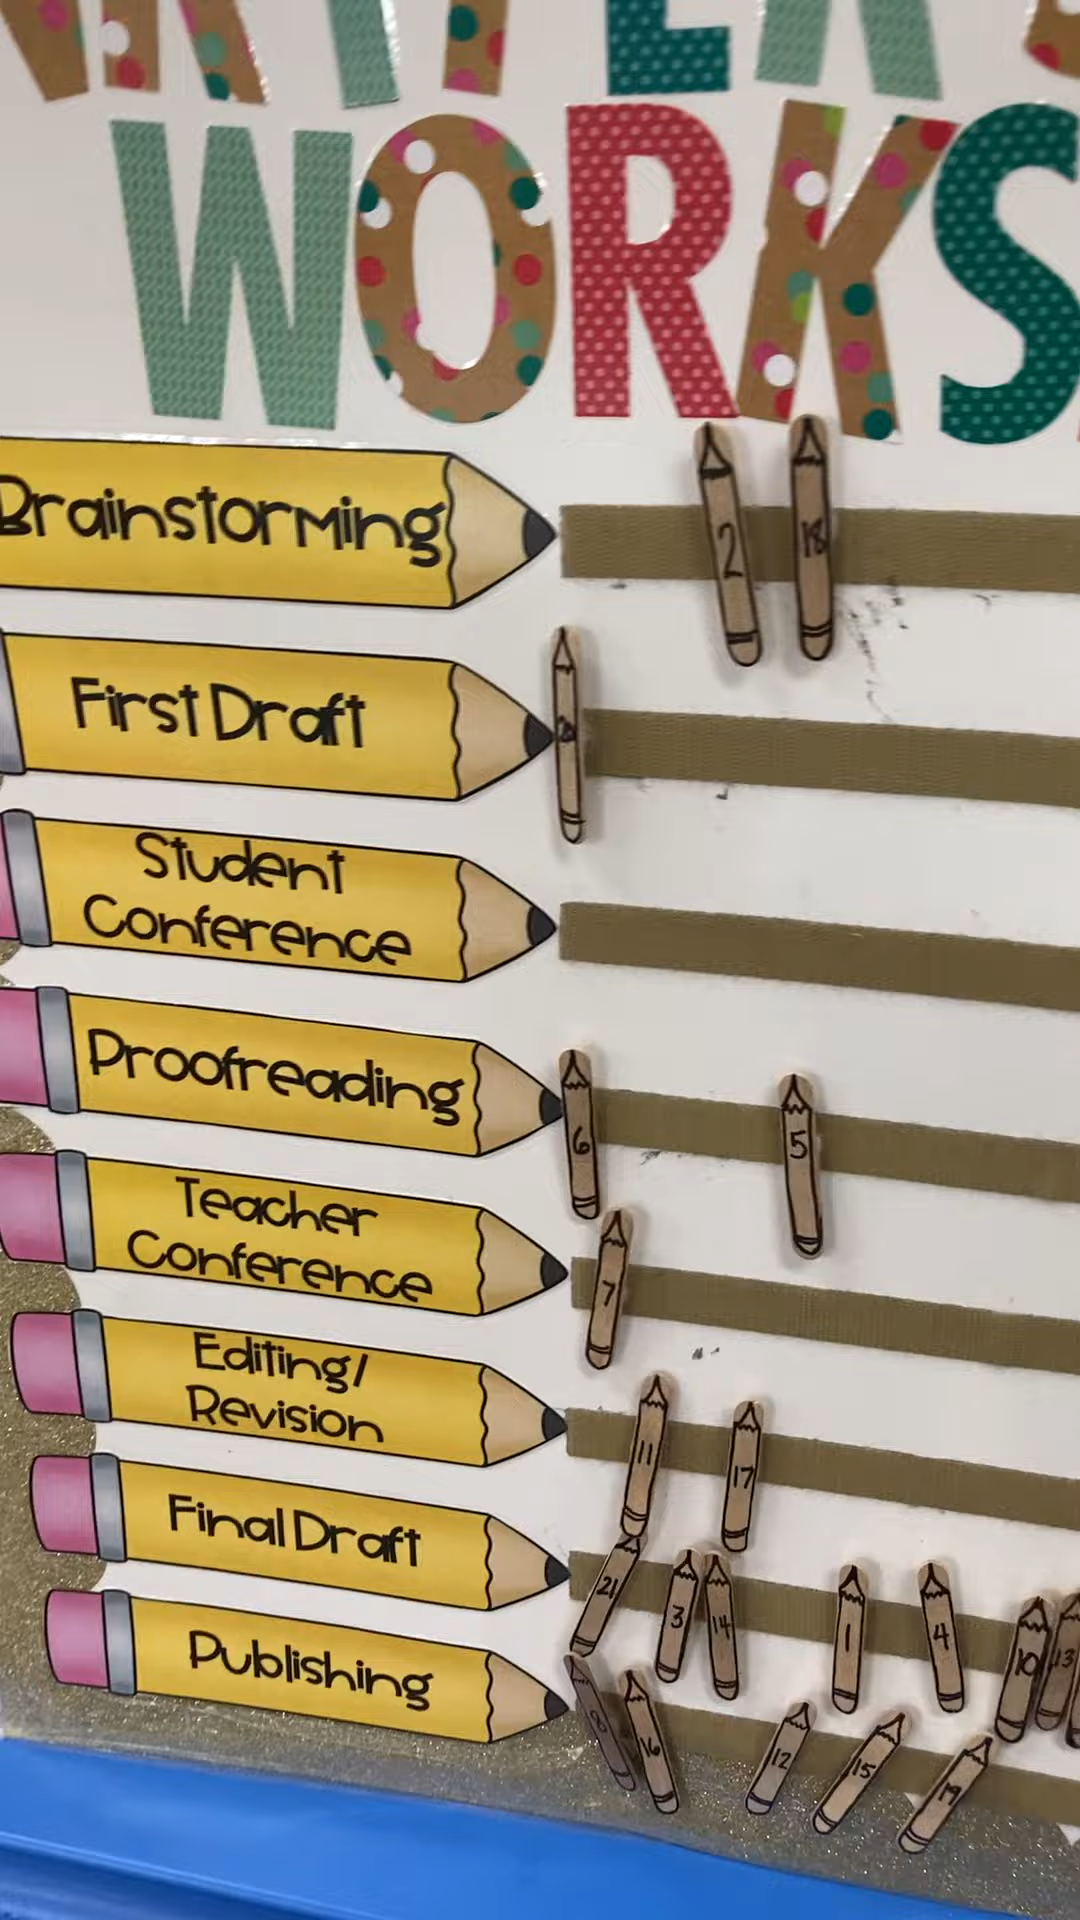 WORKS
Brainstorming
2
18
First Draft
Student
Conference
Proofreading
6
5
Teacher
Conference
7
Editing/
Revision
11
17
Final Draft
21
3
14
1
4
10
13
Publishing
8
16
12
15
19